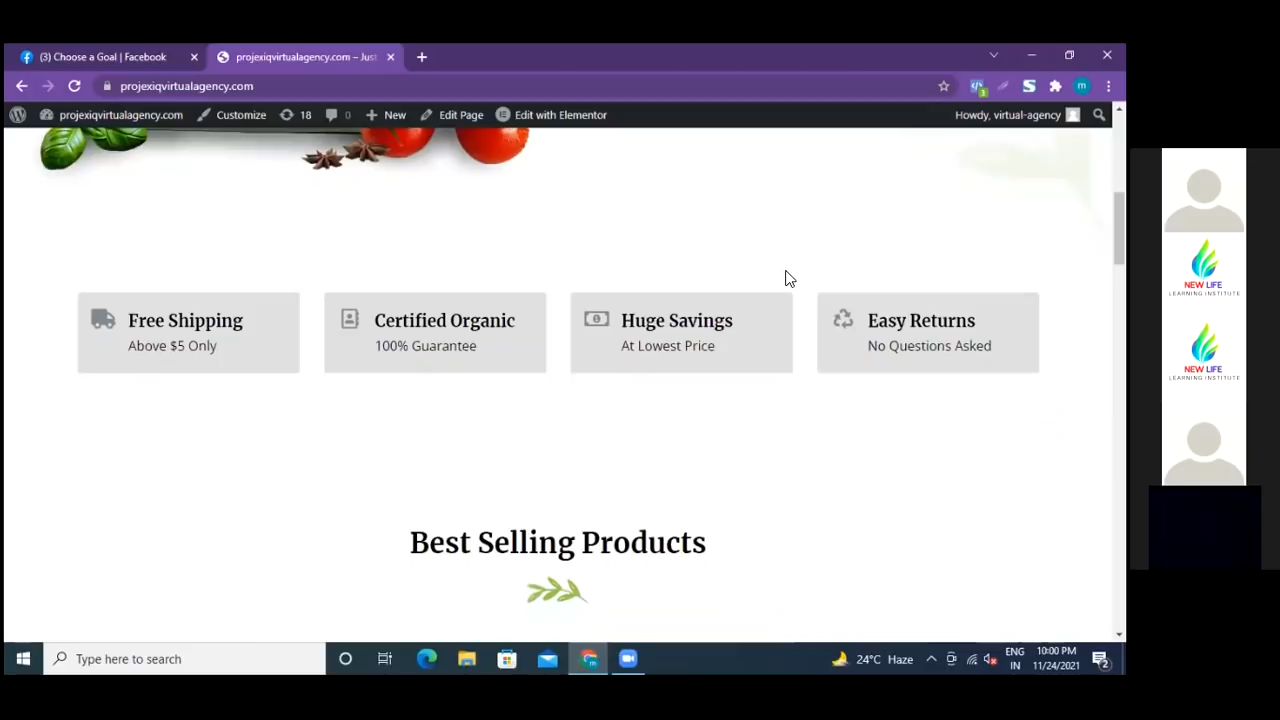 (3) Choose a Goal | Facebook
projexiqvirtualagency.com – Just
projexiqvirtualagency.com
3
m
projexiqvirtualagency.com
Customize
18
0
New
Edit Page
Edit with Elementor
Howdy, virtual-agency
Free Shipping
Above $5 Only
Certified Organic
100% Guarantee
Huge Savings
At Lowest Price
Easy Returns
No Questions Asked
Best Selling Products
NEW LIFE
LEARNING INSTITUTE
NEW LIFE
LEARNING INSTITUTE
Type here to search
24°C Haze
ENG
IN
10:00 PM
11/24/2021
2